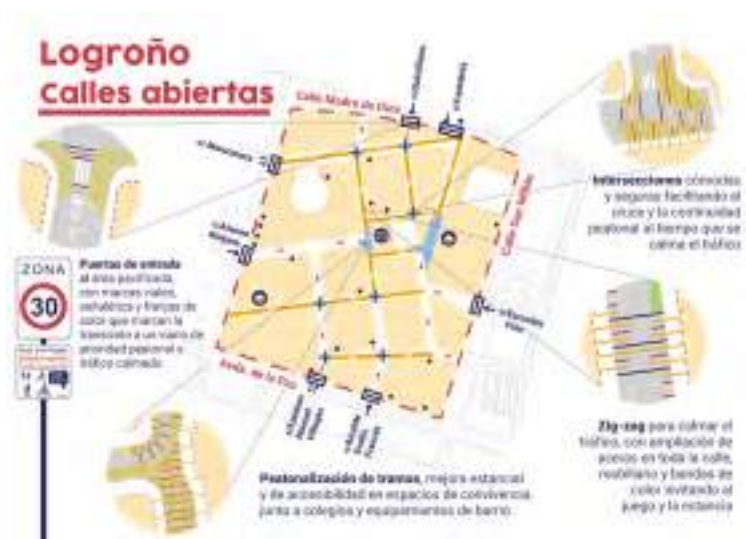 Logroño
Calles abiertas
Calle Madre de Dios
Calle San Millán
Avda. de la Paz
ZONA
30
Puertas de entrada
al área pacificada,
con marcas viales,
señalética y franjas de
color que marcan la
transición a un viario de
prioridad peatonal y
tráfico calmado
Intersecciones cómodas
y seguras facilitando el
cruce y la continuidad
peatonal al tiempo que se
calma el tráfico
Zig-zag para calmar el
tráfico, con ampliación de
aceras en toda la calle,
mobiliario y bandas de
color invitando al
juego y la estancia
Peatonalización de tramos, mejora estancial
y de accesibilidad en espacios de convivencia
junto a colegios y equipamientos de barrio